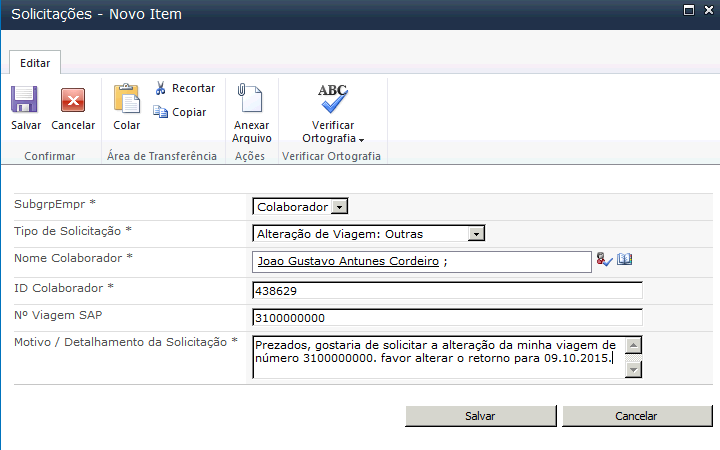 Solicitações - Novo Item
Editar
Salvar
Cancelar
Colar
Recortar
Copiar
Anexar
Arquivo
ABC
Verificar
Ortografia
Confirmar
Área de Transferência
Ações
Verificar Ortografia
SubgrpEmpr *
Colaborador
Tipo de Solicitação *
Alteração de Viagem: Outras
Nome Colaborador *
Joao Gustavo Antunes Cordeiro ;
ID Colaborador *
438629
Nº Viagem SAP
3100000000
Motivo / Detalhamento da Solicitação *
Prezados, gostaria de solicitar a alteração da minha viagem de
número 3100000000. favor alterar o retorno para 09.10.2015.
Salvar
Cancelar